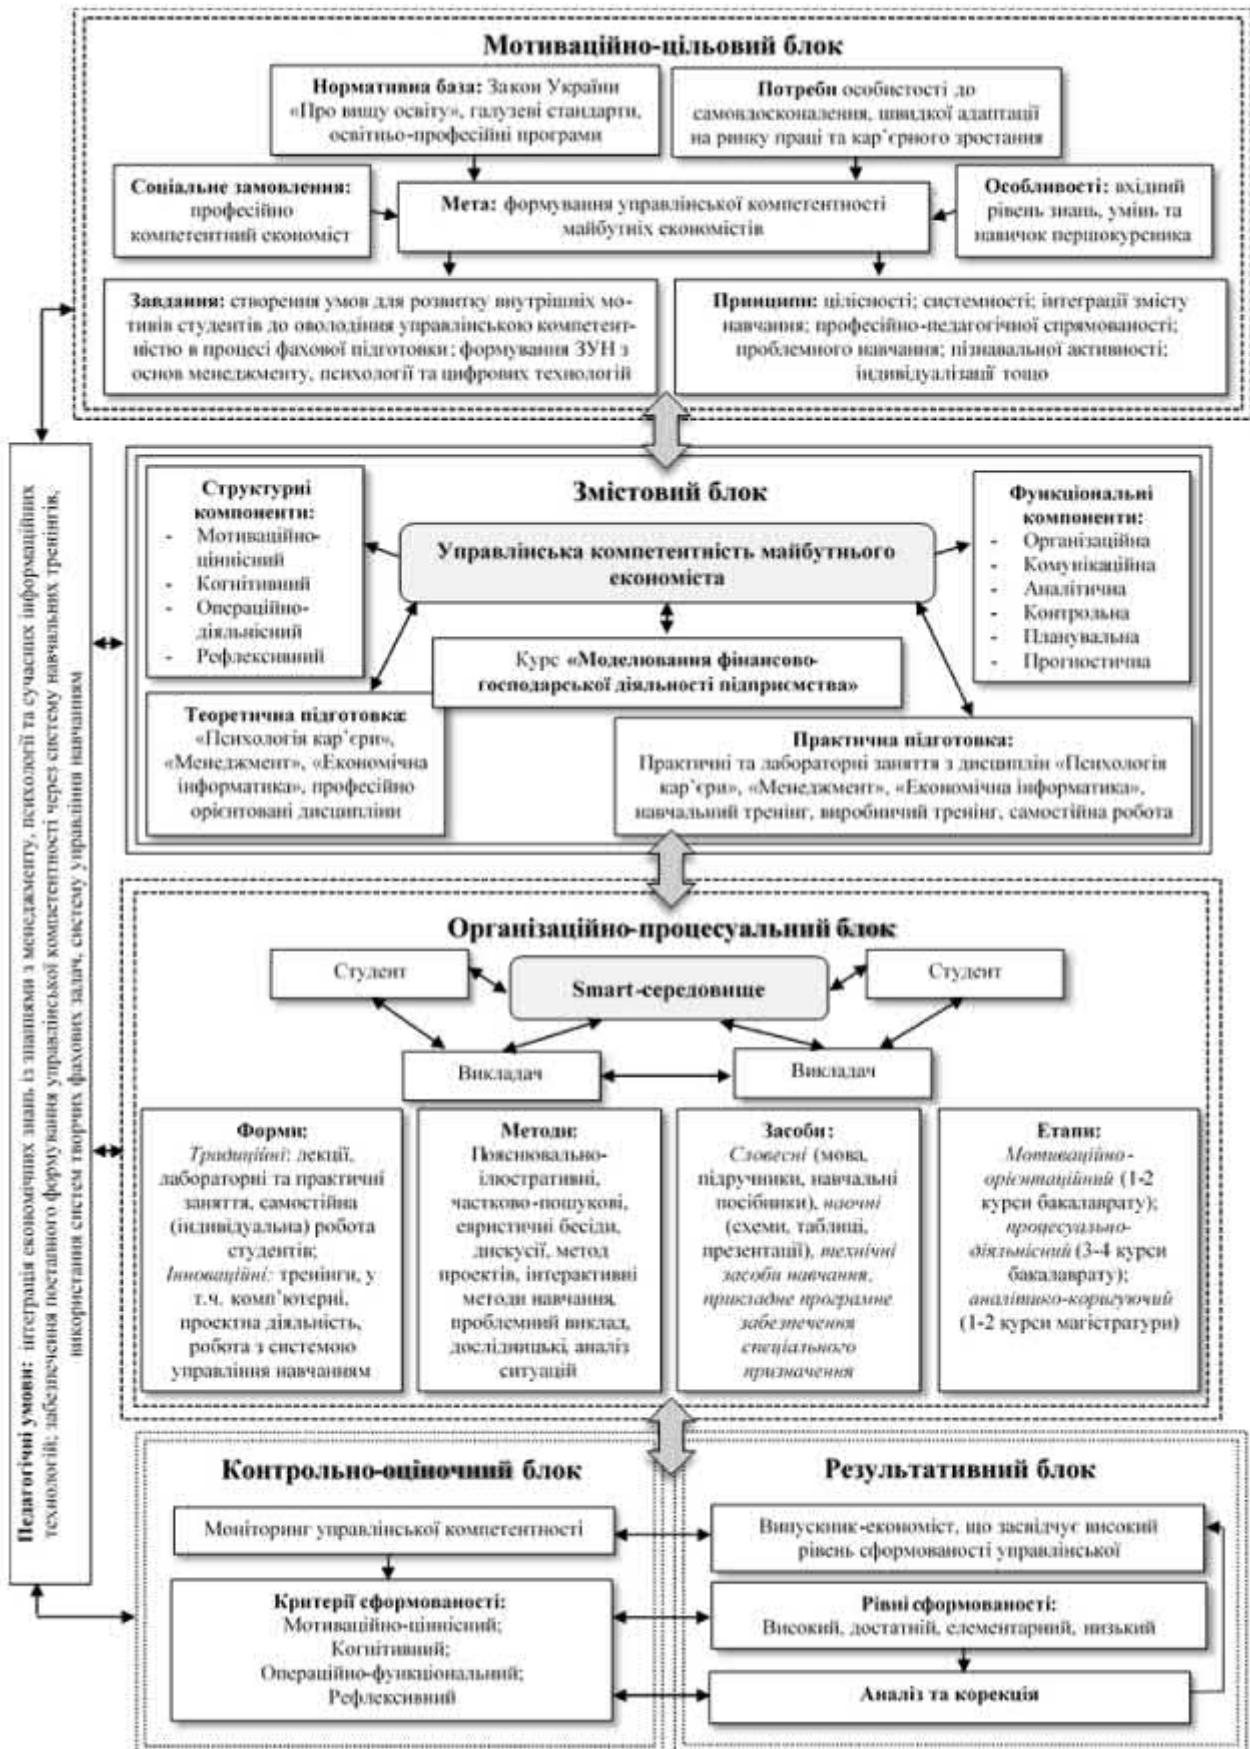 Мотиваційно-цільовий блок
Нормативна база: Закон України
«Про вищу освіту», галузеві стандарти,
освітньо-професійні програми
Потреби особистості до
самовдосконалення, швидкої адаптації
на ринку праці та кар’єрного зростання
Соціальне замовлення:
професійно
компетентний економіст
Мета: формування управлінської компетентності
майбутніх економістів
Особливості: вхідний
рівень знань, умінь та
навичок першокурсника
Завдання: створення умов для розвитку внутрішніх мо-
тивів студентів до оволодіння управлінською компетент-
ністю в процесі фахової підготовки; формування ЗУН з
основ менеджменту, психології та цифрових технологій
Принципи: цілісності; системності; інтеграції змісту
навчання; професійно-педагогічної спрямованості;
проблемного навчання; пізнавальної активності;
індивідуалізації тощо
Педагогічні умови: інтеграція економічних знань із знаннями з менеджменту, психології та сучасних інформаційних
технологій; забезпечення поетапного формування управлінської компетентності через систему навчальних тренінгів,
використання систем творчих фахових задач, систему управління навчанням
Змістовий блок
Структурні
компоненти:
- Мотиваційно-
ціннісний
- Когнітивний
- Операційно-
діяльнісний
- Рефлексивний
Управлінська компетентність майбутнього
економіста
Функціональні
компоненти:
- Організаційна
- Комунікаційна
- Аналітична
- Контрольна
- Планувальна
- Прогностична
Курс «Моделювання фінансово-
господарської діяльності підприємства»
Теоретична підготовка:
«Психологія кар’єри»,
«Менеджмент», «Економічна
інформатика», професійно
орієнтовані дисципліни
Практична підготовка:
Практичні та лабораторні заняття з дисциплін «Психологія
кар’єри», «Менеджмент», «Економічна інформатика»,
навчальний тренінг, виробничий тренінг, самостійна робота
Організаційно-процесуальний блок
Студент
Smart-середовище
Студент
Викладач
Викладач
Форми:
Традиційні: лекції,
лабораторні та практичні
заняття, самостійна
(індивідуальна) робота
студентів;
Інноваційні: тренінги, у
т.ч. комп’ютерні,
проектна діяльність,
робота з системою
управління навчанням
Методи:
Пояснювально-
ілюстративні,
частково-пошукові,
евристичні бесіди,
дискусії, метод
проектів, інтерактивні
методи навчання,
проблемний виклад,
дослідницькі, аналіз
ситуацій
Засоби:
Словесні (мова,
підручники, навчальні
посібники), наочні
(схеми, таблиці,
презентації), технічні
засоби навчання,
прикладне програмне
забезпечення
спеціального
призначення
Етапи:
Мотиваційно-
орієнтаційний (1-2
курси бакалаврату);
процесуально-
діяльнісний (3-4 курси
бакалаврату);
аналітико-коригуючий
(1-2 курси магістратури)
Контрольно-оціночний блок
Моніторинг управлінської компетентності
Критерії сформованості:
Мотиваційно-ціннісний;
Когнітивний;
Операційно-функціональний;
Рефлексивний
Результативний блок
Випускник-економіст, що засвідчує високий
рівень сформованості управлінської
Рівні сформованості:
Високий, достатній, елементарний, низький
Аналіз та корекція